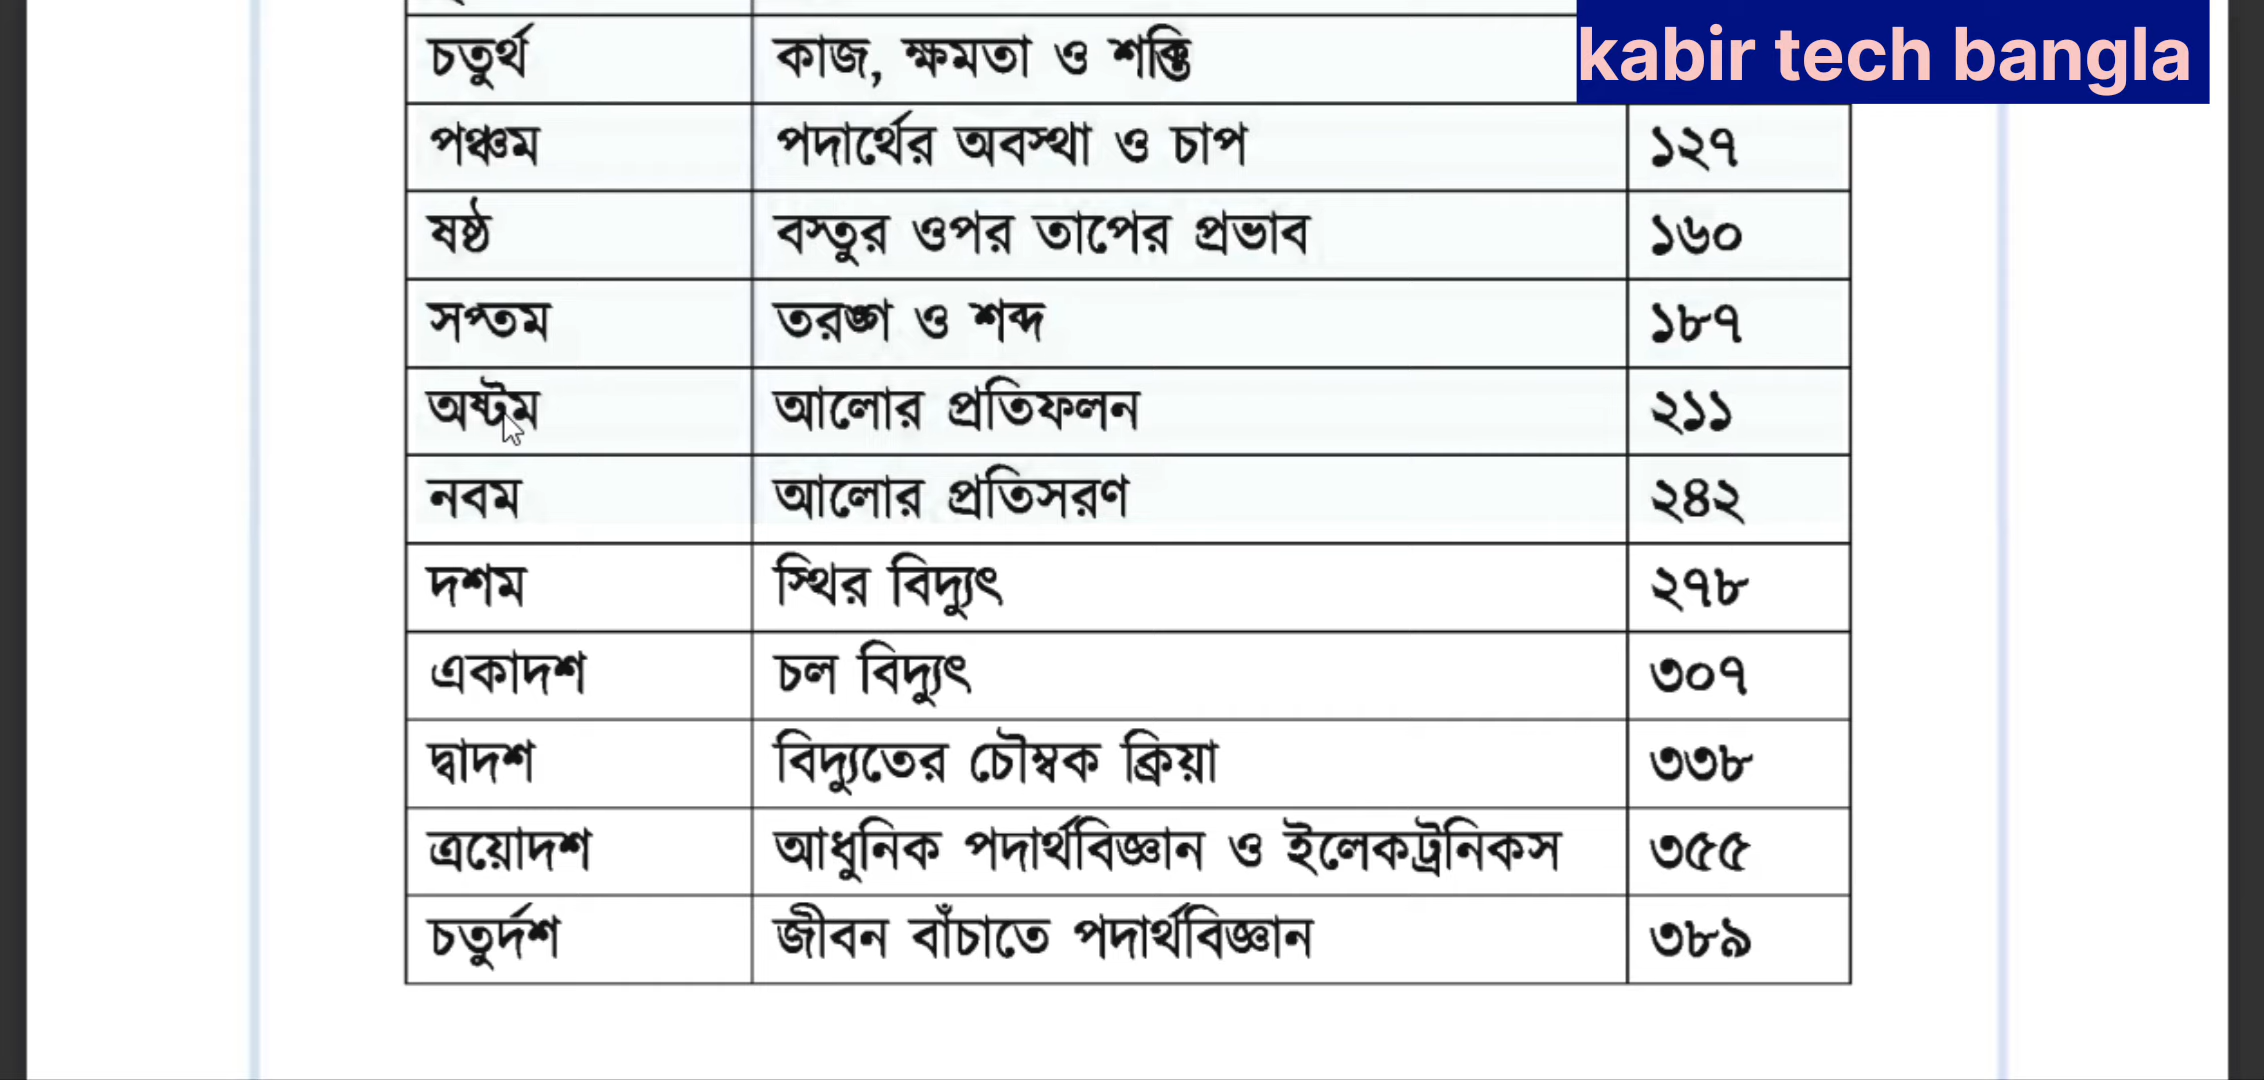 kabir tech bangla
চতুর্থ কাজ, ক্ষমতা ও শক্তি
পঞ্চম পদার্থের অবস্থা ও চাপ ১২৭
ষষ্ঠ বস্তুর ওপর তাপের প্রভাব ১৬০
সপ্তম তরঙ্গ ও শব্দ ১৮৭
অষ্টম আলোর প্রতিফলন ২১১
নবম আলোর প্রতিসরণ ২৪২
দশম স্থির বিদ্যুৎ ২৭৮
একাদশ চল বিদ্যুৎ ৩০৭
দ্বাদশ বিদ্যুতের চৌম্বক ক্রিয়া ৩৩৮
ত্রয়োদশ আধুনিক পদার্থবিজ্ঞান ও ইলেকট্রনিকস ৩৫৫
চতুর্দশ জীবন বাঁচাতে পদার্থবিজ্ঞান ৩৮৯